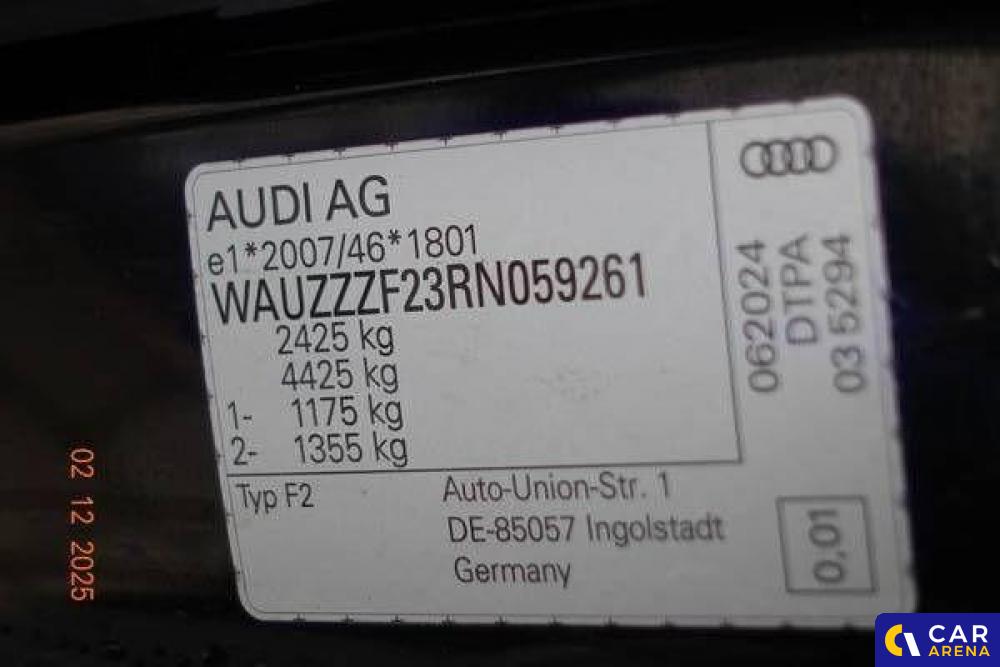 AUDI AG
e1*2007/46*1801
WAUZZZF23RN059261
2425 kg
4425 kg
1- 1175 kg
2- 1355 kg
Typ F2
Auto-Union-Str. 1
DE-85057 Ingolstadt
Germany
062024
DTPA
03 5294
0,01
02 12 2025
CAR
ARENA